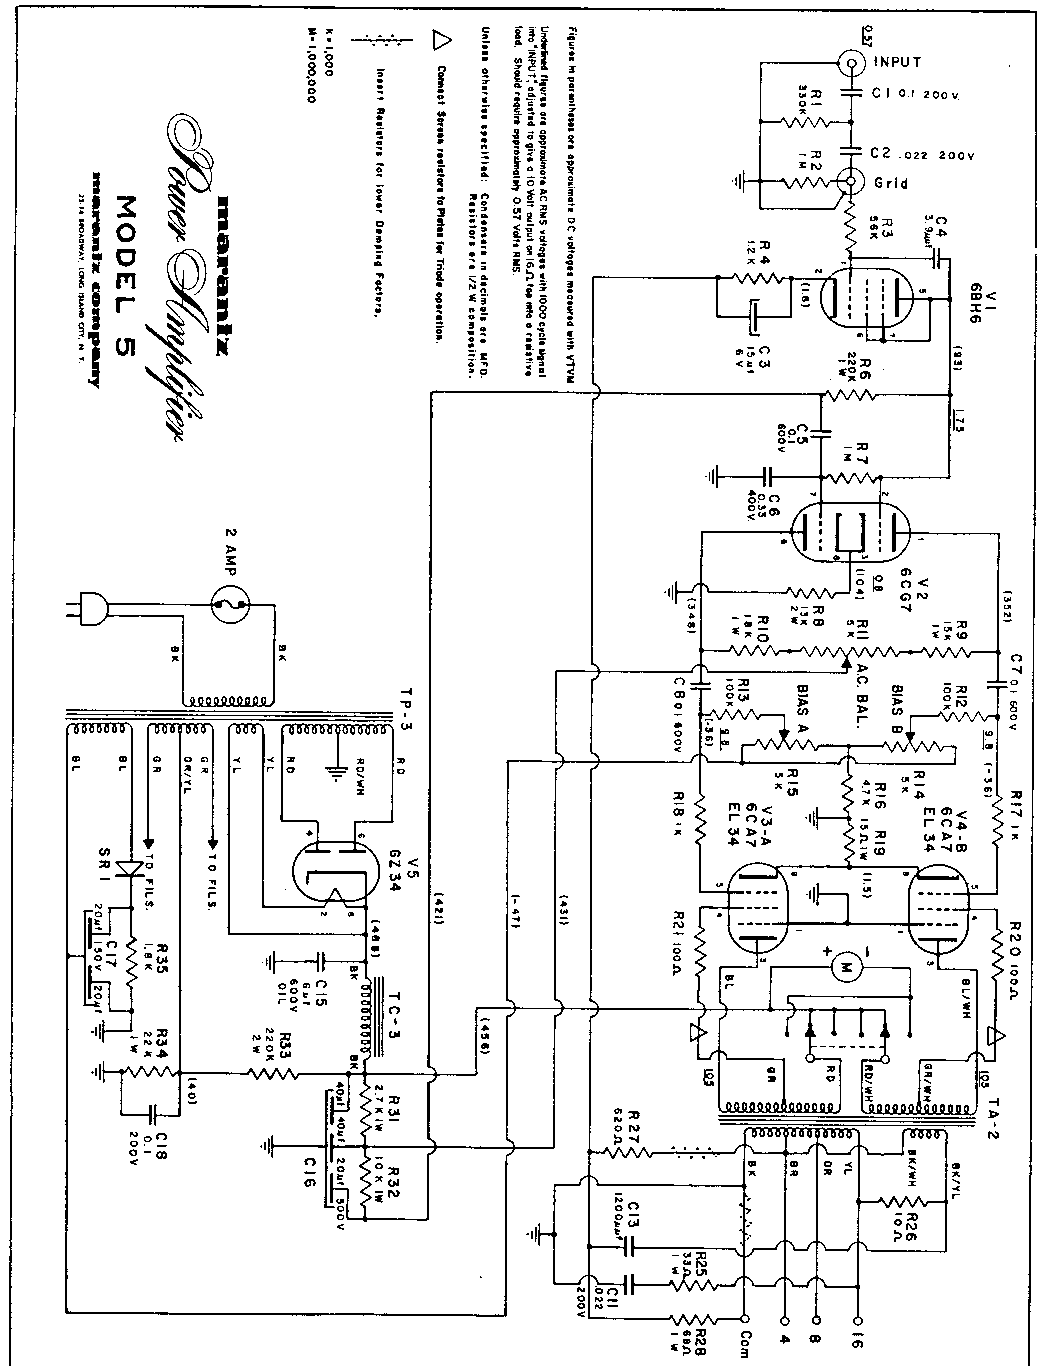 INPUT
0.57
C1 0.1 200V.
R1
330K
C2 .022 200V
R2
1M
Grid
R3
56K
C4
V1
6BH6
R4
1.2K
(1.6)
C3
15µf
6V
(93)
1.75
R6
220K
1W
C5
0.1
600V
R7
1M
C6
0.33
400V.
V2
6CG7
0.8
(104)
(352)
(348)
R8
15K
2W
R9
15K
1W
R10
18K
1W
R11
5K
AC. BAL.
C7 0.1 600V
C8 0.1 600V
R12
100K
R13
100K
BIAS B
BIAS A
9.8 (-36)
9.8
(-36)
R14
5K
R15
5K
R16
4.7K
R17 1K
R18 1K
R19
15Ω 1W
(1.5)
V3-A
6CA7
EL34
V4-B
6CA7
EL34
R20 100Ω
R21 100Ω
M
+
−
BL
BL/WH
105
105
GR
RD
RD/WH
GR/WH
TA-2
R27
620Ω
BK
BR
OR
YL
BK/WH
BK/YL
R26
10Ω
C13
1200µµf
R25
33Ω
1W
C11
.022
200V
R28
68Ω
1W
Com
4
8
16
Figures in parentheses are approximate DC voltages measured with VTVM
Underlined figures are approximate AC RMS voltages with 1000 cycle signal
into "INPUT," adjusted to give a 10 Volt output on 16Ω tap into a resistive
load. Should require approximately 0.57 Volts RMS.
Unless otherwise specified: Condensers in decimals are MFD.
Resistors are 1/2 W composition.
Connect Screen resistors to Plates for Triode operation.
Insert Resistors for lower Damping Factors.
K=1,000
M=1,000,000
marantz
Power Amplifier
MODEL 5
marantz company
25-14 BROADWAY, LONG ISLAND CITY, N.Y.
2 AMP
BK
BK
TP-3
RD
RD/WH
RD
YL
YL
GR
OR/YL
GR
BL
BL
TO FILS.
TO FILS.
V5
GZ34
(421)
(-47)
(431)
(456)
(468)
SR1
20µf
C17
150V
20µf
R35
1.8K
C15
6µf
600V
OIL
BK
TC-3
BK
R34
22K
1W
R33
220K
2W
(40)
C18
0.1
200V
R31
2.7K 1W
R32
10K 1W
40µf
40µf
20µf
500V
C16